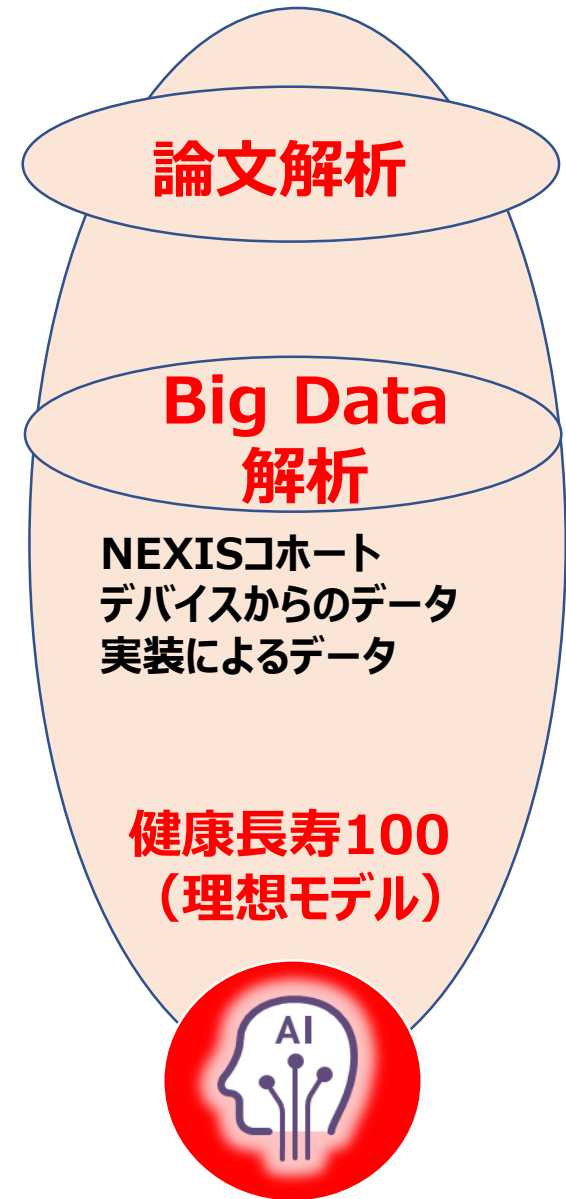 論文解析
Big Data
解析
NEXISコホート
デバイスからのデータ
実装によるデータ
健康長寿100
（理想モデル）
AI